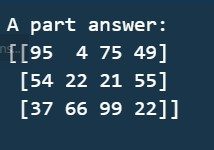 A part answer:
[[95  4 75 49]
 [54 22 21 55]
 [37 66 99 22]]